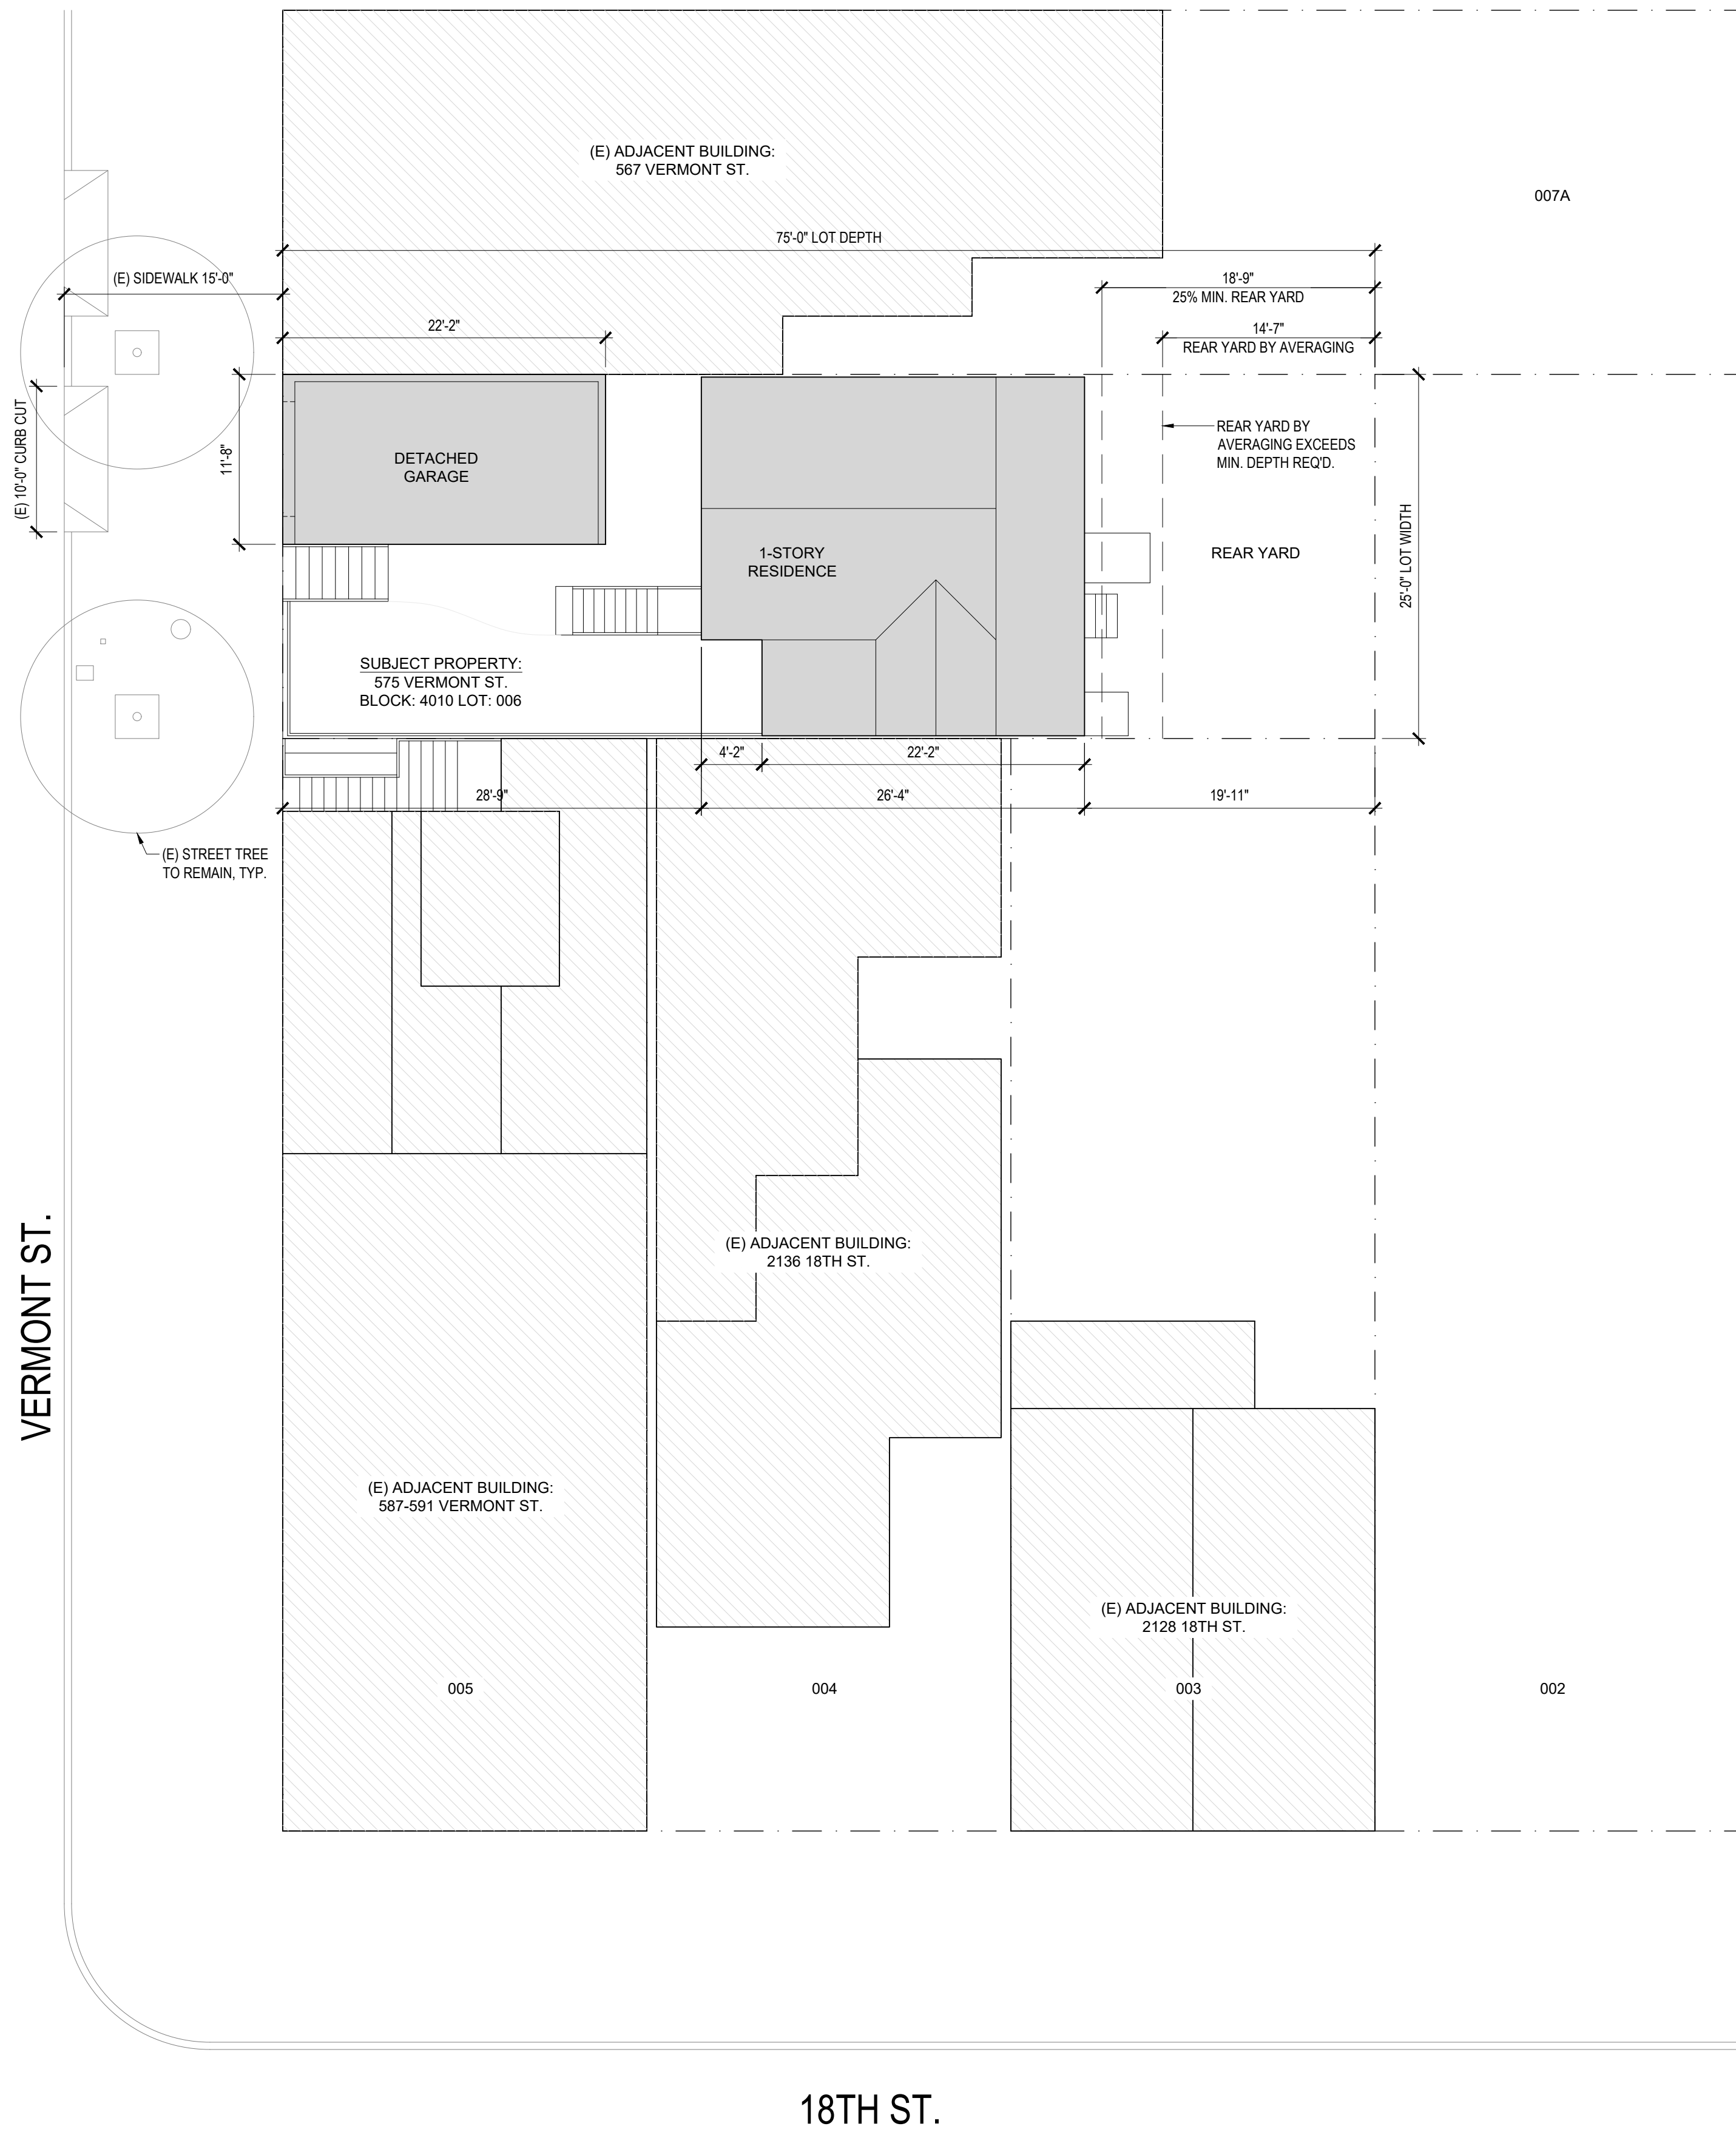 (E) ADJACENT BUILDING:
567 VERMONT ST.
007A
75'-0" LOT DEPTH
(E) SIDEWALK 15'-0"
18'-9"
25% MIN. REAR YARD
22'-2"
14'-7"
REAR YARD BY AVERAGING
(E) 10'-0" CURB CUT
11'-8"
DETACHED
GARAGE
REAR YARD BY
AVERAGING EXCEEDS
MIN. DEPTH REQ'D.
1-STORY
RESIDENCE
REAR YARD
25'-0" LOT WIDTH
SUBJECT PROPERTY:
575 VERMONT ST.
BLOCK: 4010 LOT: 006
4'-2"
22'-2"
28'-9"
26'-4"
19'-11"
(E) STREET TREE
TO REMAIN, TYP.
VERMONT ST.
(E) ADJACENT BUILDING:
2136 18TH ST.
(E) ADJACENT BUILDING:
587-591 VERMONT ST.
(E) ADJACENT BUILDING:
2128 18TH ST.
005
004
003
002
18TH ST.